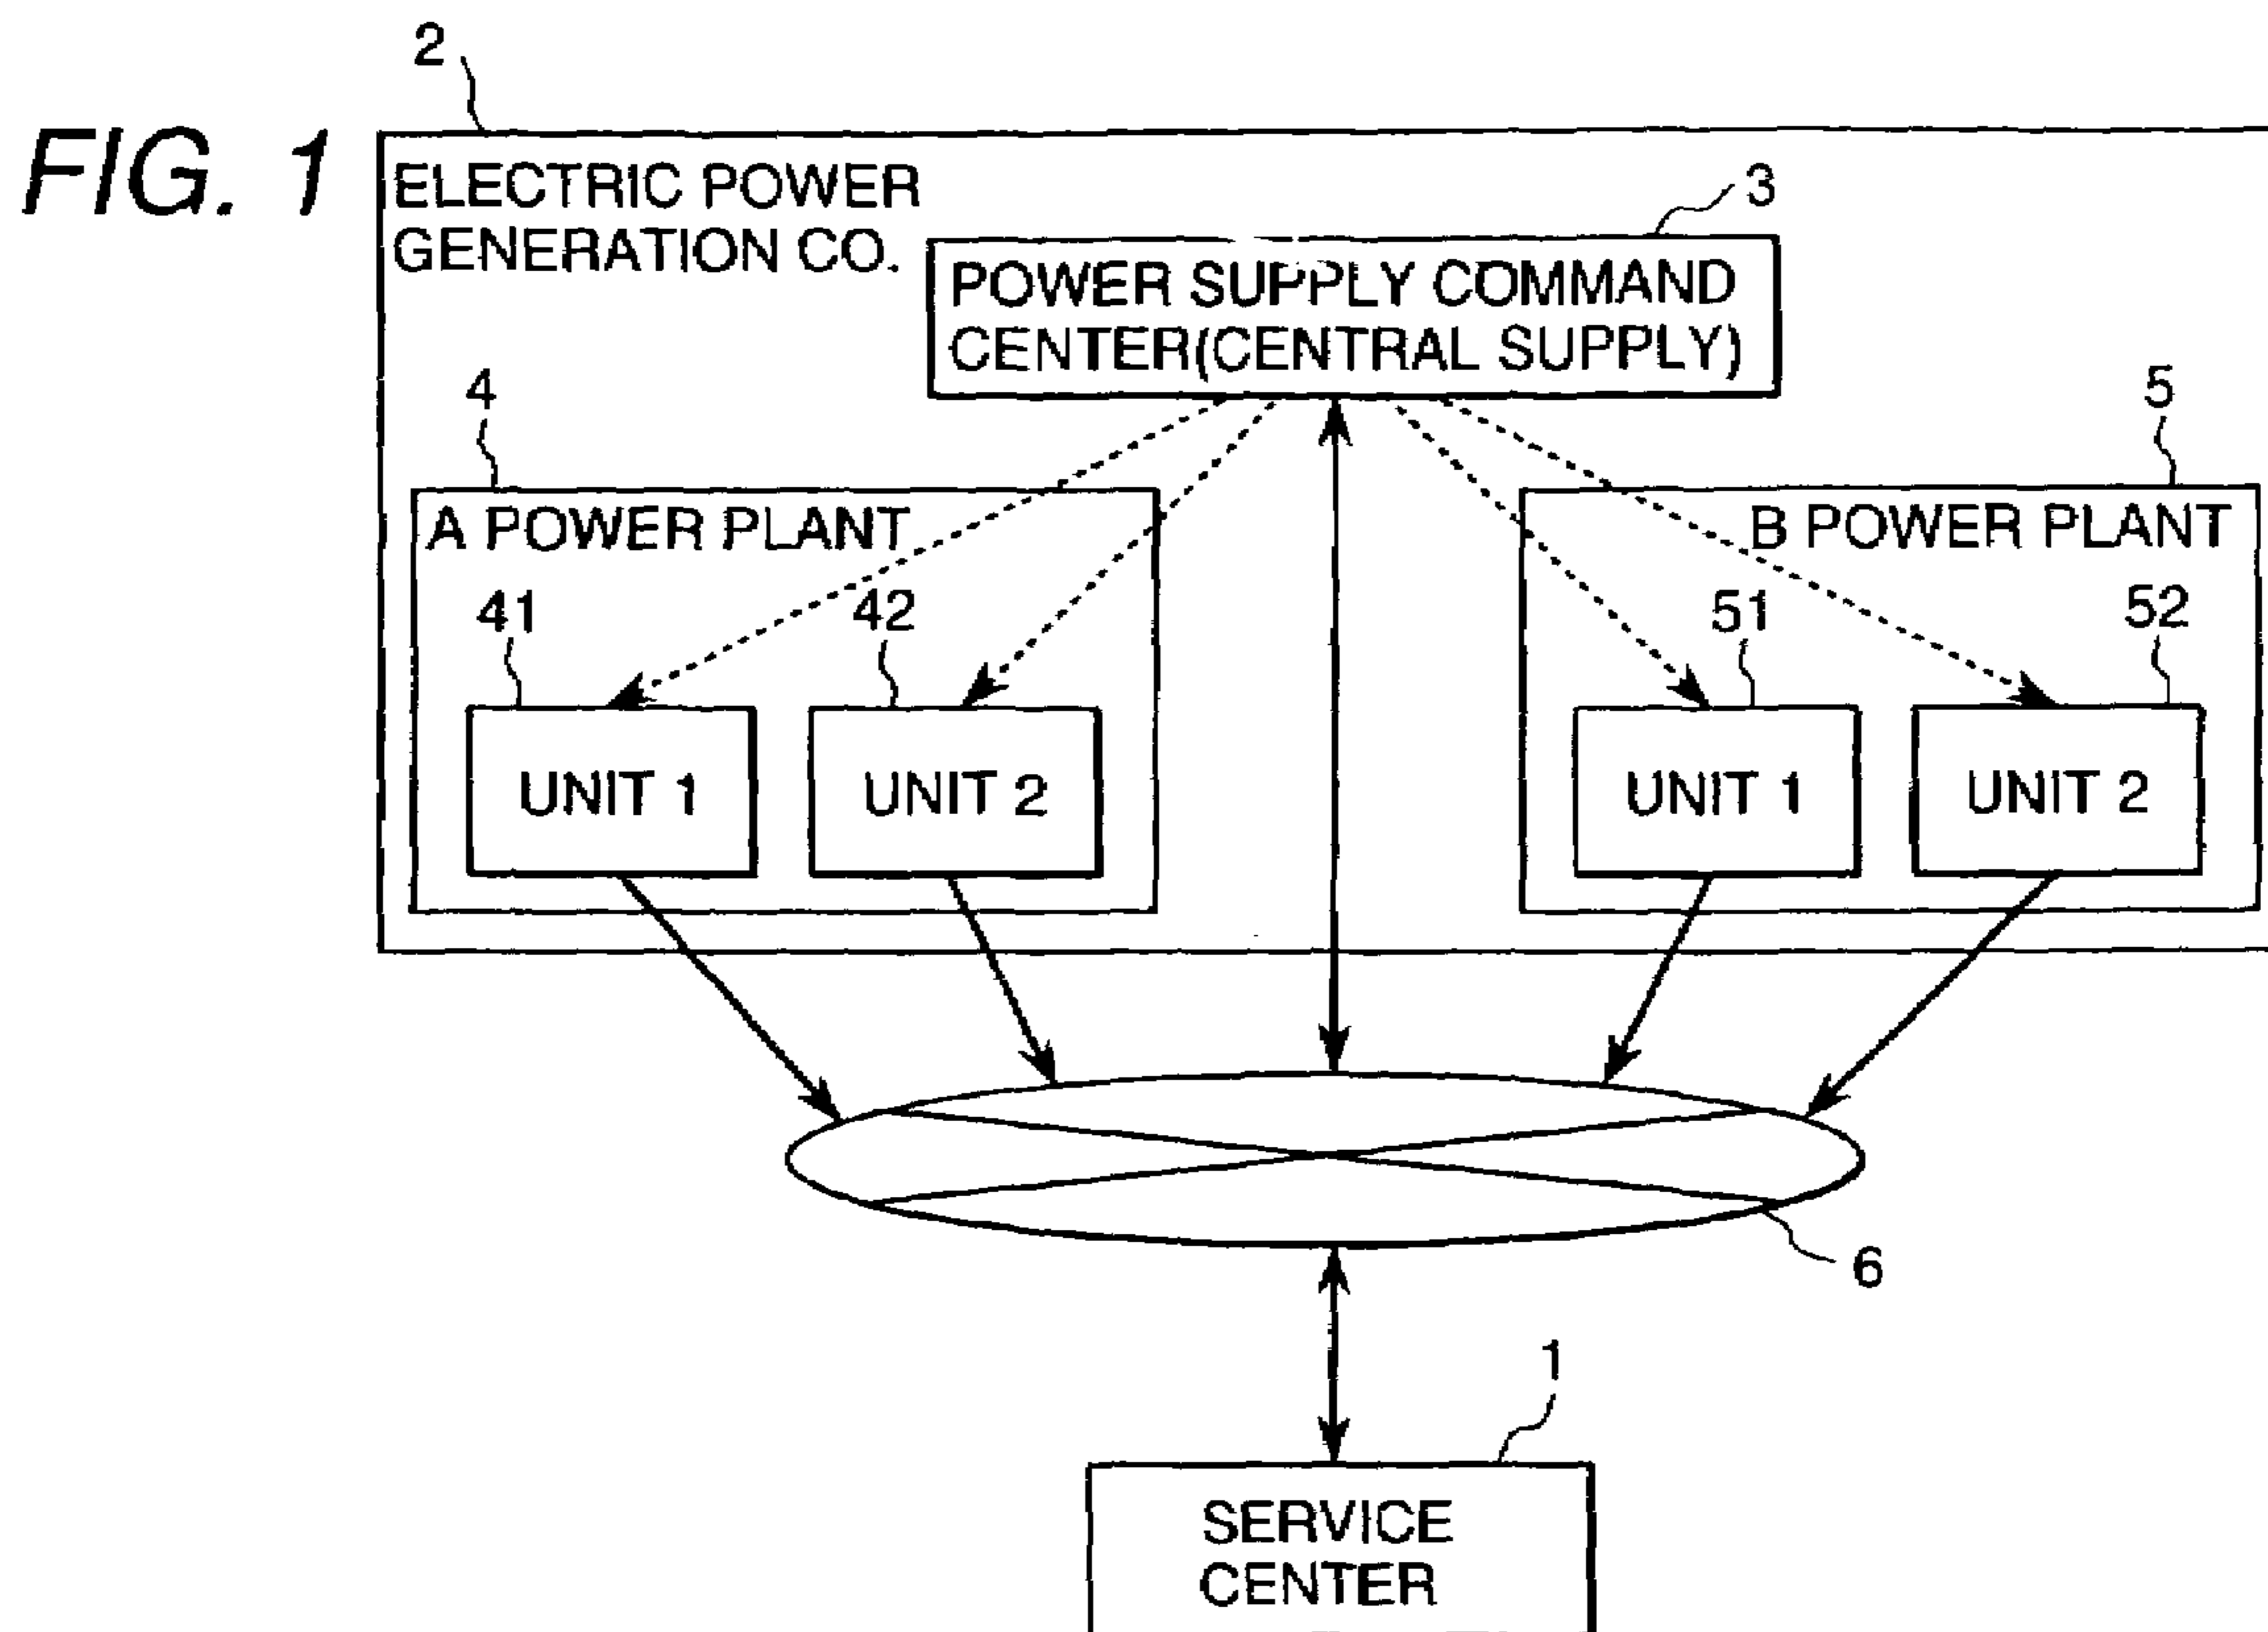 2
FIG. 1
ELECTRIC POWER
GENERATION CO.
3
POWER SUPPLY COMMAND
CENTER(CENTRAL SUPPLY)
4
5
A POWER PLANT
B POWER PLANT
41
42
51
52
UNIT 1
UNIT 2
UNIT 1
UNIT 2
6
1
SERVICE
CENTER